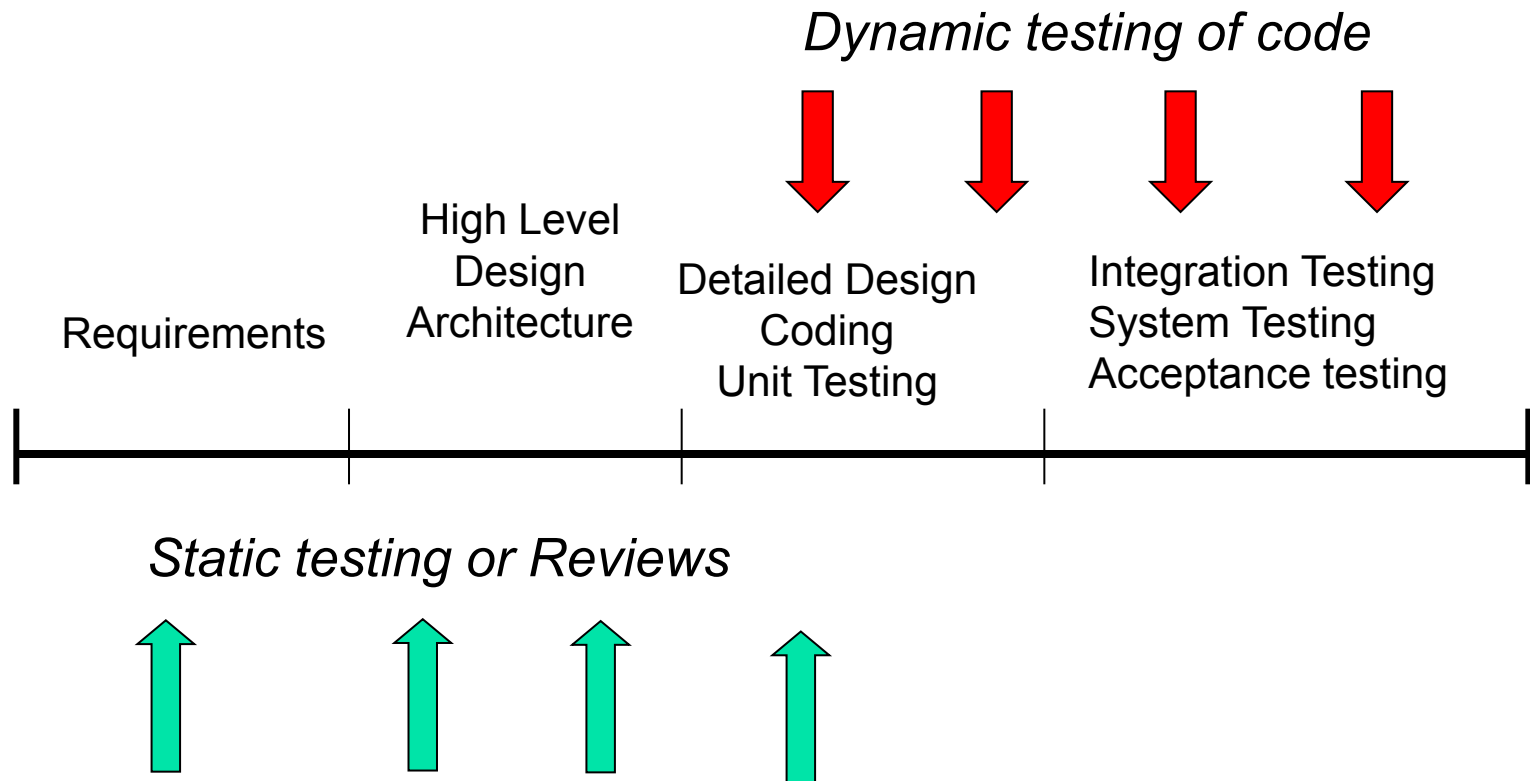 Dynamic testing of code
Requirements
High Level
Design
Architecture
Detailed Design
Coding
Unit Testing
Integration Testing
System Testing
Acceptance testing
Static testing or Reviews